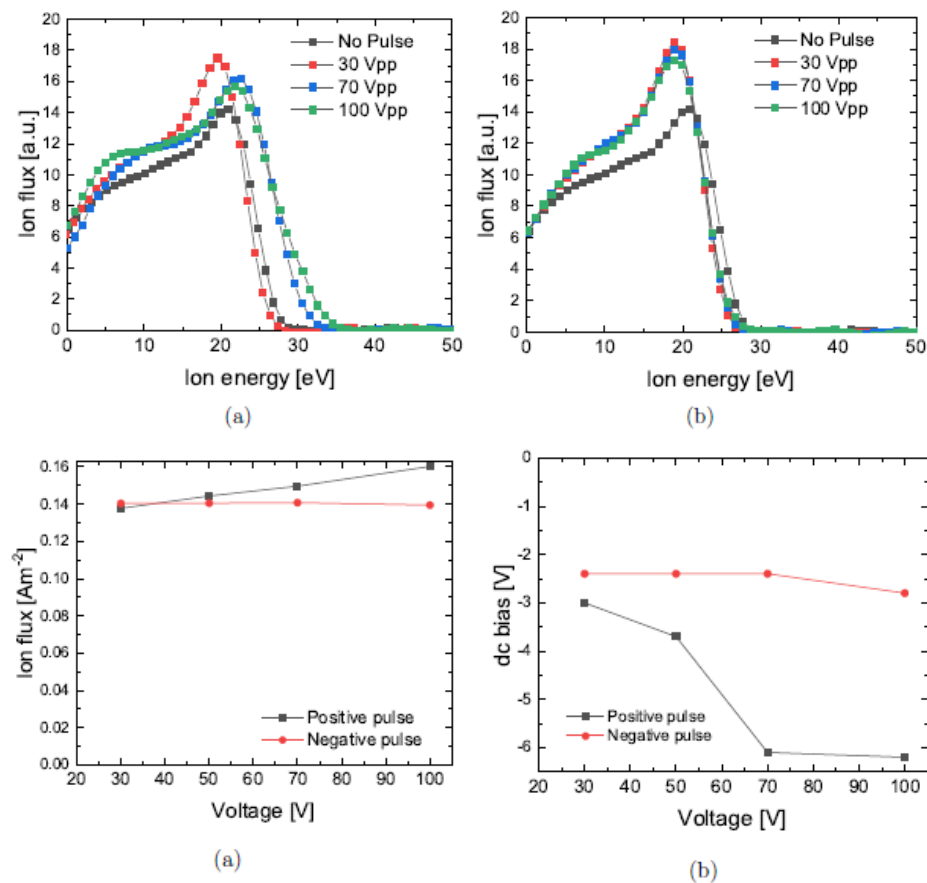 20
18
16
14
12
10
8
6
4
2
0
Ion flux [a.u.]
No Pulse
30 Vpp
70 Vpp
100 Vpp
0 10 20 30 40 50
Ion energy [eV]
(a)
20
18
16
14
12
10
8
6
4
2
0
Ion flux [a.u.]
No Pulse
30 Vpp
70 Vpp
100 Vpp
0 10 20 30 40 50
Ion energy [eV]
(b)
0.16
0.14
0.12
0.10
0.08
0.06
0.04
0.02
0.00
Ion flux [Am-2]
Positive pulse
Negative pulse
20 30 40 50 60 70 80 90 100
Voltage [V]
(a)
0
-1
-2
-3
-4
-5
-6
dc bias [V]
Positive pulse
Negative pulse
20 30 40 50 60 70 80 90 100
Voltage [V]
(b)